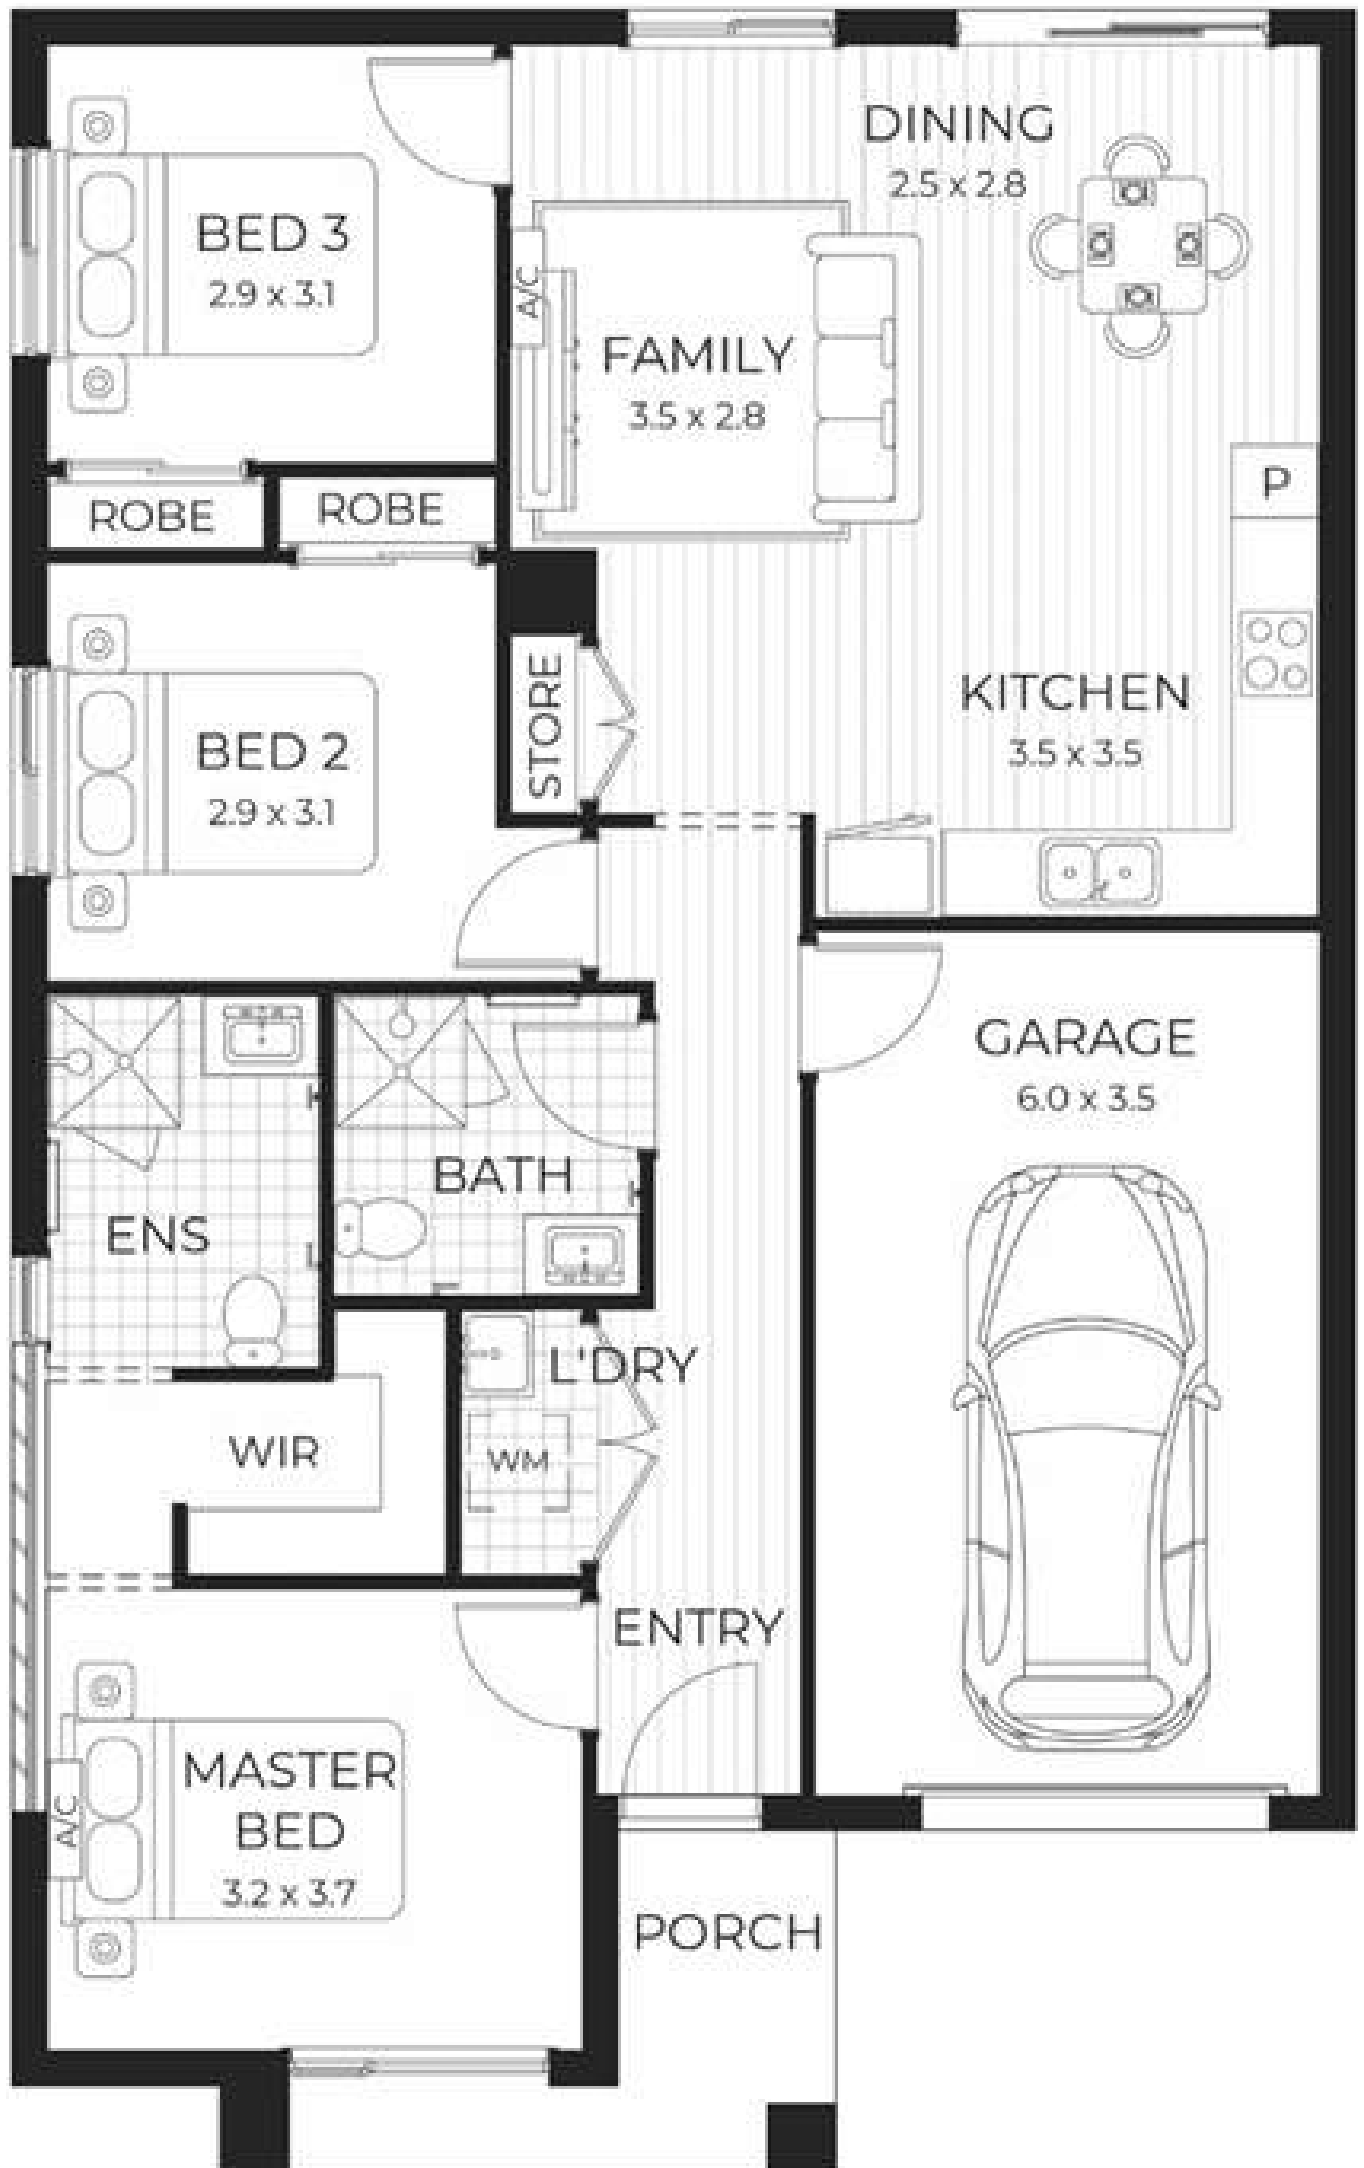 DINING
2.5 x 2.8
BED 3
2.9 x 3.1
A/C
FAMILY
3.5 x 2.8
P
ROBE
ROBE
STORE
KITCHEN
3.5 x 3.5
BED 2
2.9 x 3.1
GARAGE
6.0 x 3.5
BATH
ENS
L'DRY
WIR
WM
ENTRY
MASTER
BED
3.2 x 3.7
A/C
PORCH